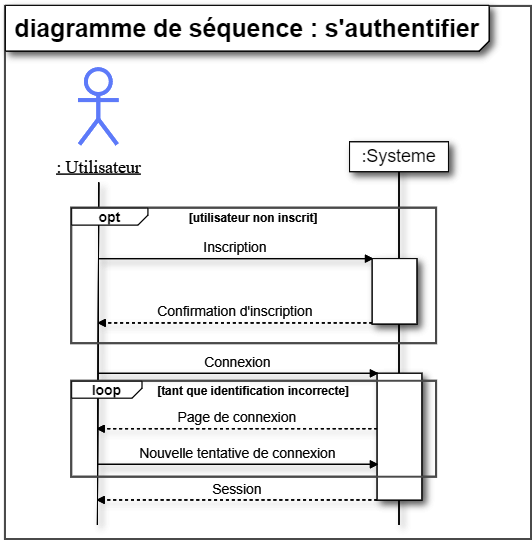 diagramme de séquence : s'authentifier
: Utilisateur
:Systeme
opt
[utilisateur non inscrit]
Inscription
Confirmation d'inscription
Connexion
loop
[tant que identification incorrecte]
Page de connexion
Nouvelle tentative de connexion
Session